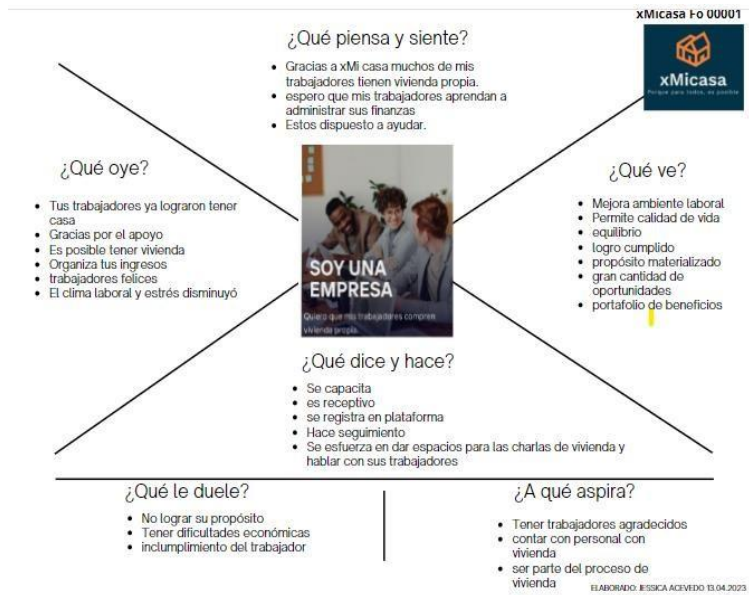 xMicasa Fo 00001
xMicasa
Porque para todos, es posible
¿Qué piensa y siente?
• Gracias a xMi casa muchos de mis
trabajadores tienen vivienda propia.
• espero que mis trabajadores aprendan a
administrar sus finanzas
• Estos dispuesto a ayudar.
¿Qué oye?
• Tus trabajadores ya lograron tener
casa
• Gracias por el apoyo
• Es posible tener vivienda
• Organiza tus ingresos
• trabajadores felices
• El clima laboral y estrés disminuyó
SOY UNA
EMPRESA
Quiero que mis trabajadores compren
vivienda propia.
¿Qué ve?
• Mejora ambiente laboral
• Permite calidad de vida
• equilibrio
• logro cumplido
• propósito materializado
• gran cantidad de
oportunidades
• portafolio de beneficios
¿Qué dice y hace?
• Se capacita
• es receptivo
• se registra en plataforma
• Hace seguimiento
• Se esfuerza en dar espacios para las charlas de vivienda y
hablar con sus trabajadores
¿Qué le duele?
• No lograr su propósito
• Tener dificultades económicas
• inclumplimiento del trabajador
¿A qué aspira?
• Tener trabajadores agradecidos
• contar con personal con
vivienda
• ser parte del proceso de
vivienda
ELABORADO: JESSICA ACEVEDO 13.04.2023